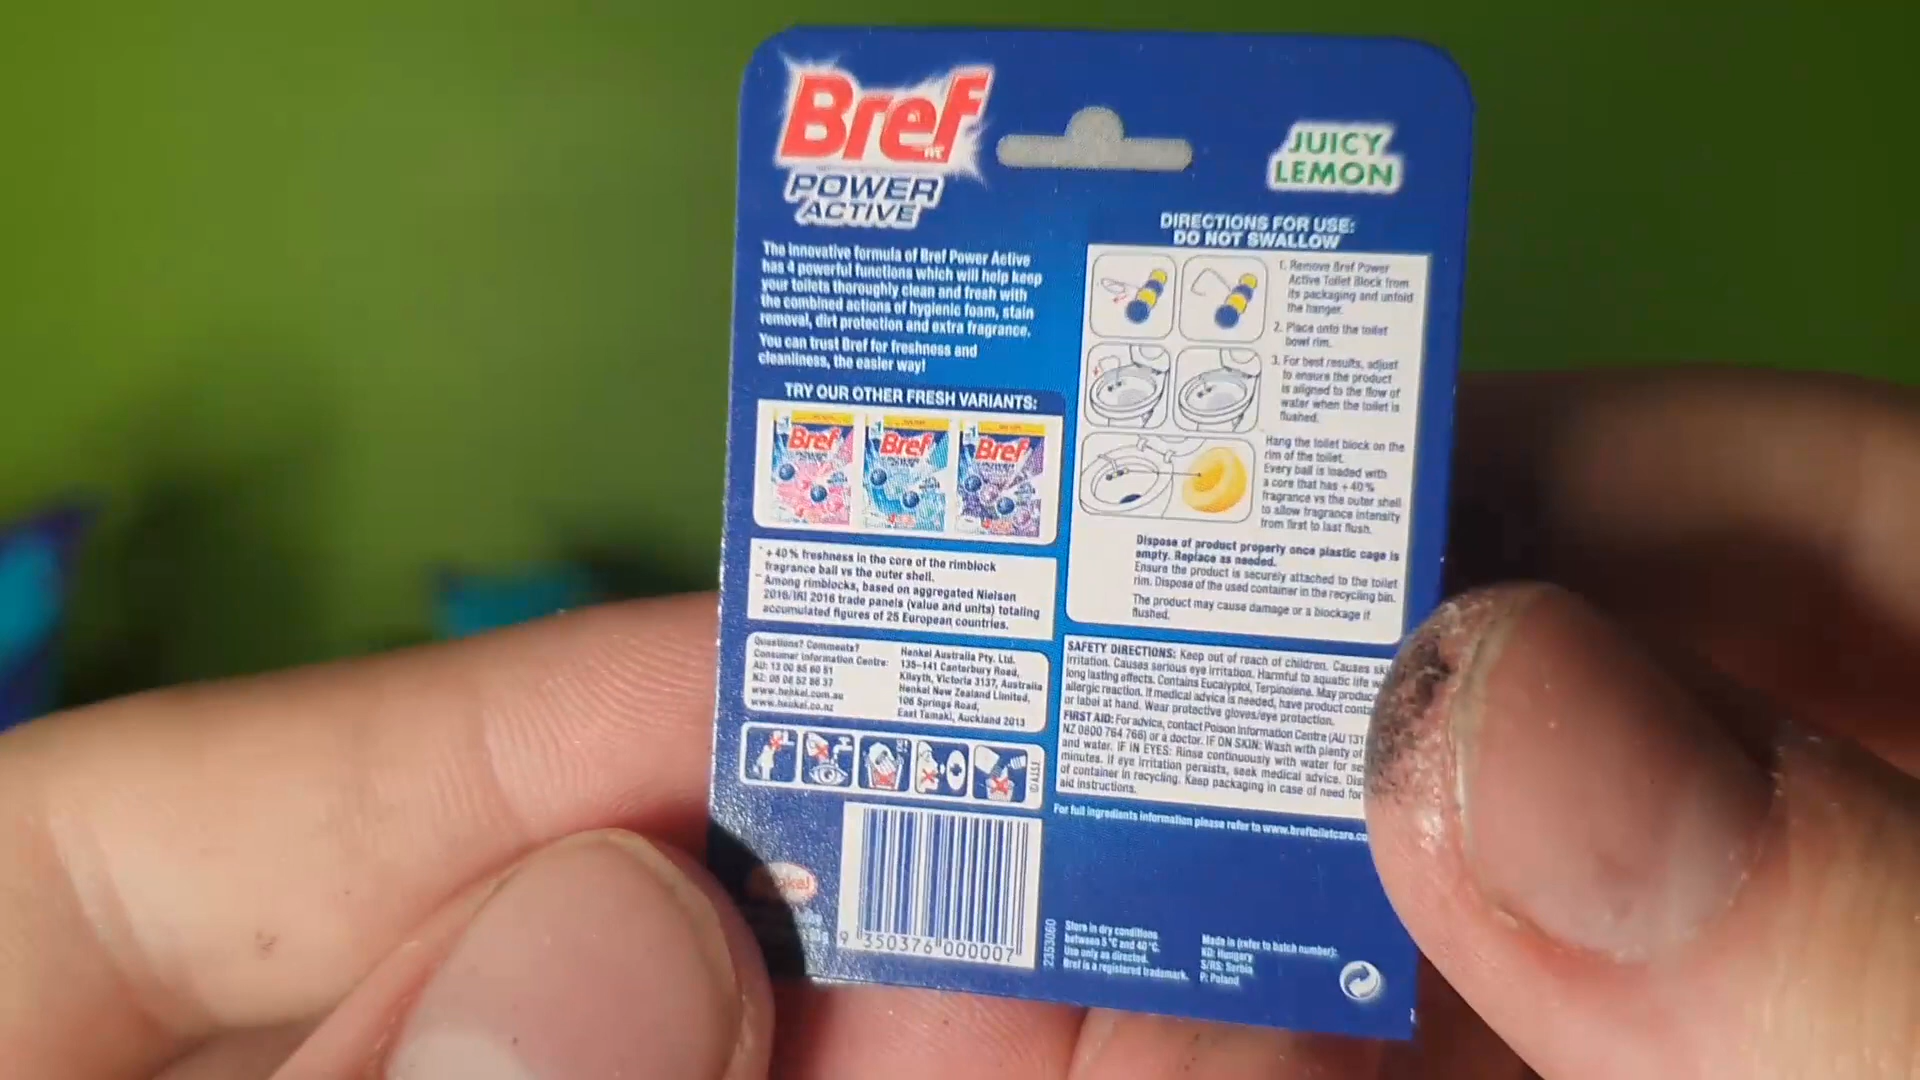 Bref
POWER
ACTIVE
JUICY
LEMON
The innovative formula of Bref Power Active
has 4 powerful functions which will help keep
your toilets thoroughly clean and fresh with
the combined actions of hygienic foam, stain
removal, dirt protection and extra fragrance.
You can trust Bref for freshness and
cleanliness, the easier way!
TRY OUR OTHER FRESH VARIANTS:
Bref
Bref
Bref
*+40% freshness in the core of the rimblock
fragrance ball vs the outer shell.
Among rimblocks, based on aggregated Nielsen
2016/IRI 2016 trade panels (value and units) totaling
accumulated figures of 25 European countries.
Questions? Comments?
Consumer Information Centre:
AU: 13 00 85 60 51
NZ: 08 08 52 86 37
www.henkel.com.au
www.henkel.co.nz
Henkel Australia Pty. Ltd.
135–141 Canterbury Road,
Kilsyth, Victoria 3137, Australia
Henkel New Zealand Limited,
106 Springs Road,
East Tamaki, Auckland 2013
©A.I.S.E
9 350376 000007
DIRECTIONS FOR USE:
DO NOT SWALLOW
1. Remove Bref Power
Active Toilet Block from
its packaging and unfold
the hanger.
2. Place onto the toilet
bowl rim.
3. For best results, adjust
to ensure the product
is aligned to the flow of
water when the toilet is
flushed.
Hang the toilet block on the
rim of the toilet.
Every ball is loaded with
a core that has +40%
fragrance vs the outer shell
to allow fragrance intensity
from first to last flush.
Dispose of product properly once plastic cage is
empty. Replace as needed.
Ensure the product is securely attached to the toilet
rim. Dispose of the used container in the recycling bin.
The product may cause damage or a blockage if
flushed.
SAFETY DIRECTIONS: Keep out of reach of children. Causes
irritation. Causes serious eye irritation. Harmful to aquatic life
long lasting effects. Contains Eucalyptol, Terpinolene. May
allergic reaction. If medical advice is needed, have product
or label at hand. Wear protective gloves/eye protection.
FIRST AID: For advice, contact Poison Information Centre (AU 131
NZ 0800 764 766) or a doctor. IF ON SKIN: Wash with plenty of
and water. IF IN EYES: Rinse continuously with water for
minutes. If eye irritation persists, seek medical advice.
of container in recycling. Keep packaging in case of need for
aid instructions.
For full ingredients information please refer to www.breftoiletcare.co
2353060
Store in dry conditions
between 5°C and 40°C.
Use only as directed.
Bref is a registered trademark.
Made in (refer to batch number):
KD: Hungary
S/RS: Serbia
P: Poland